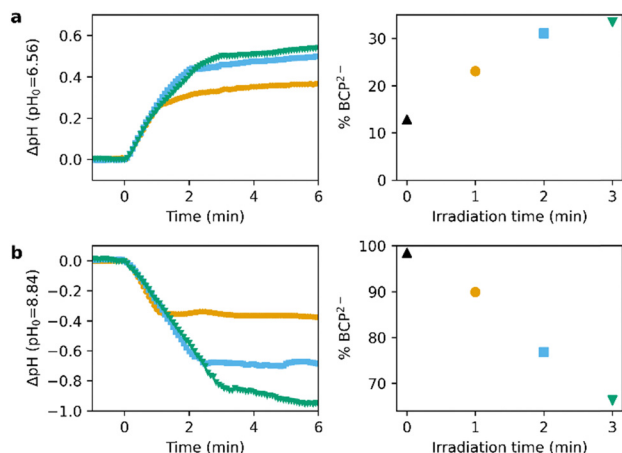 a
ΔpH (pH₀=6.56)
0.6
0.4
0.2
0.0
0 2 4 6
Time (min)
% BCP²⁻
30
20
10
0
0 1 2 3
Irradiation time (min)
b
ΔpH (pH₀=8.84)
0.0
−0.2
−0.4
−0.6
−0.8
−1.0
0 2 4 6
Time (min)
% BCP²⁻
100
90
80
70
0 1 2 3
Irradiation time (min)